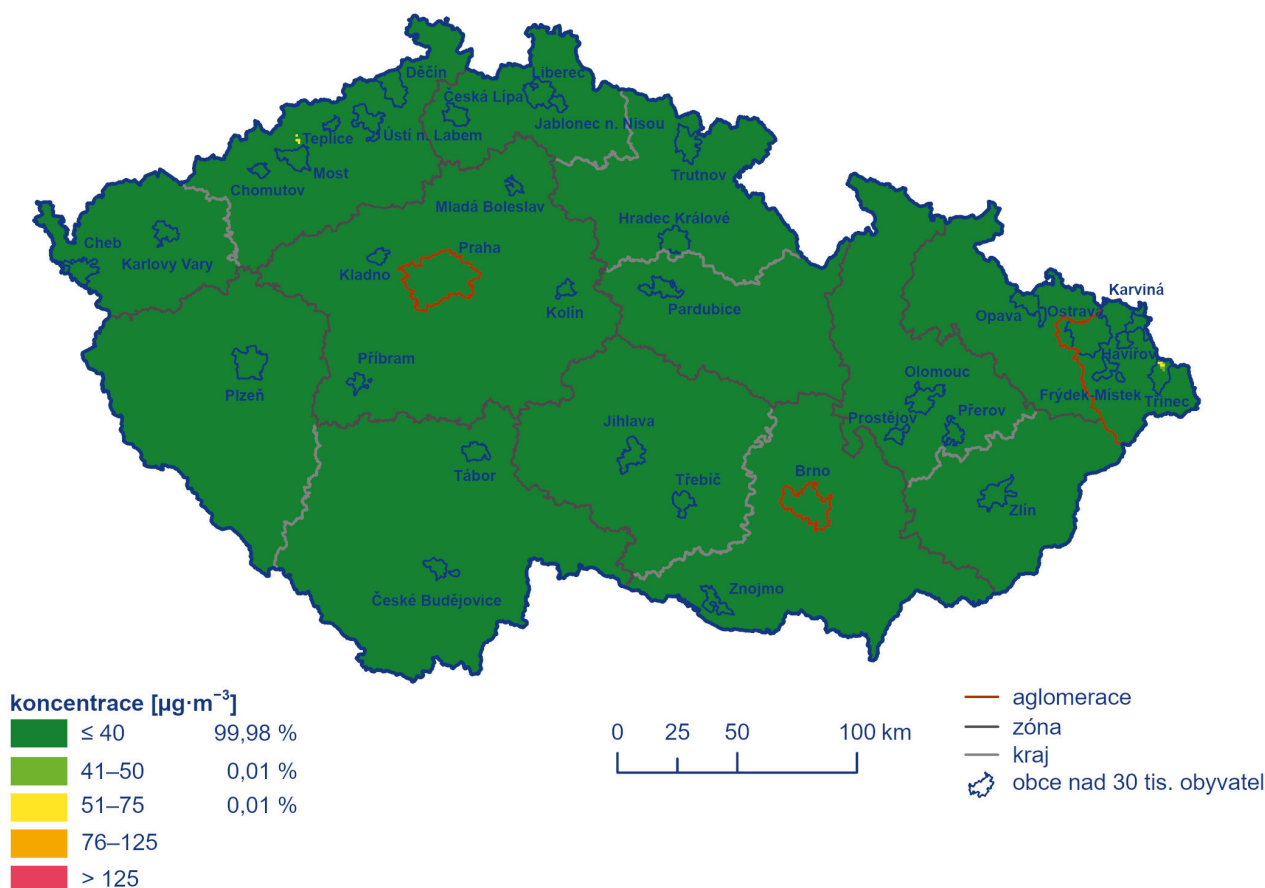 Děčín
Liberec
Česká Lípa
Jablonec n. Nisou
Teplice
Ústí n. Labem
Most
Chomutov
Trutnov
Mladá Boleslav
Hradec Králové
Cheb
Karlovy Vary
Praha
Kladno
Kolín
Pardubice
Karviná
Opava
Ostrava
Havířov
Příbram
Plzeň
Olomouc
Frýdek-Místek
Třinec
Prostějov
Přerov
Jihlava
Tábor
Třebíč
Brno
Zlín
České Budějovice
Znojmo
koncentrace [µg·m⁻³]
≤ 40 99,98 %
41–50 0,01 %
51–75 0,01 %
76–125
> 125
0 25 50 100 km
aglomerace
zóna
kraj
obce nad 30 tis. obyvatel